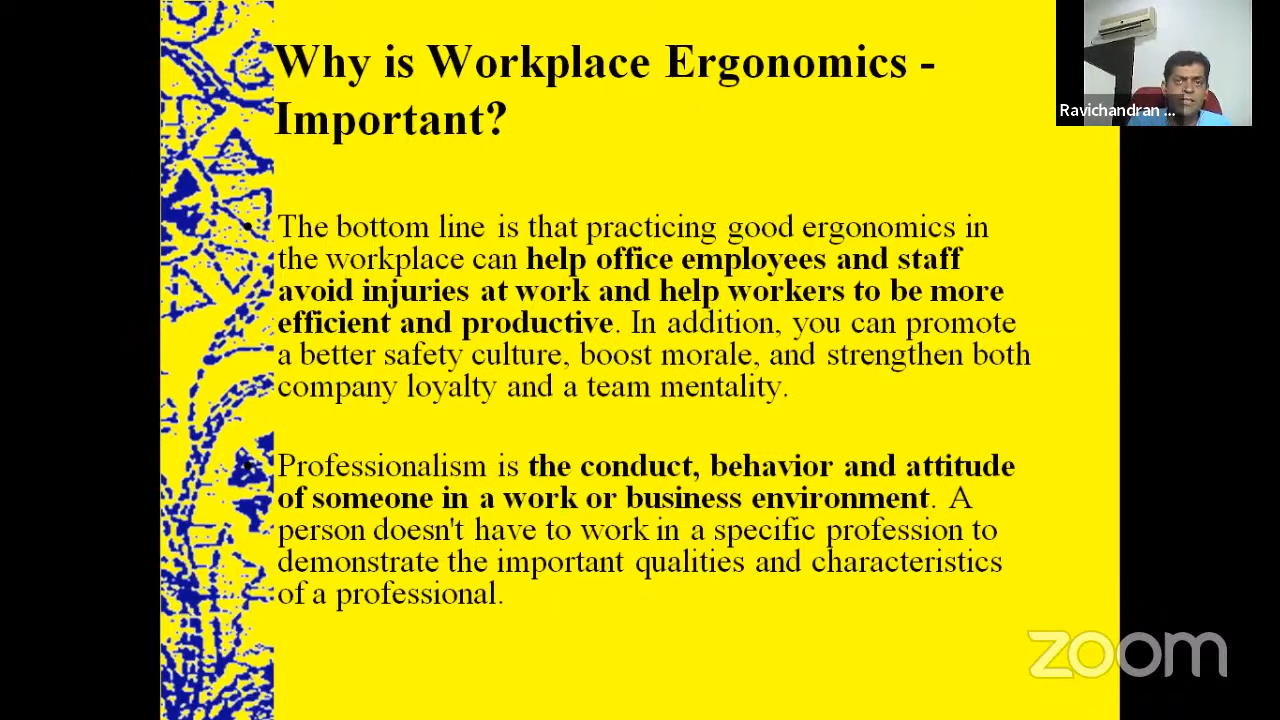 Why is Workplace Ergonomics -
Important?
Ravichandran ...
• The bottom line is that practicing good ergonomics in
the workplace can help office employees and staff
avoid injuries at work and help workers to be more
efficient and productive. In addition, you can promote
a better safety culture, boost morale, and strengthen both
company loyalty and a team mentality.
• Professionalism is the conduct, behavior and attitude
of someone in a work or business environment. A
person doesn't have to work in a specific profession to
demonstrate the important qualities and characteristics
of a professional.
zoom